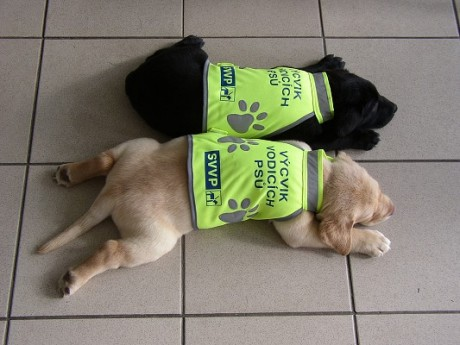 SVVP
VÝCVIK
VODICÍCH
PSŮ
SVVP
VÝCVIK
VODICÍCH
PSŮ